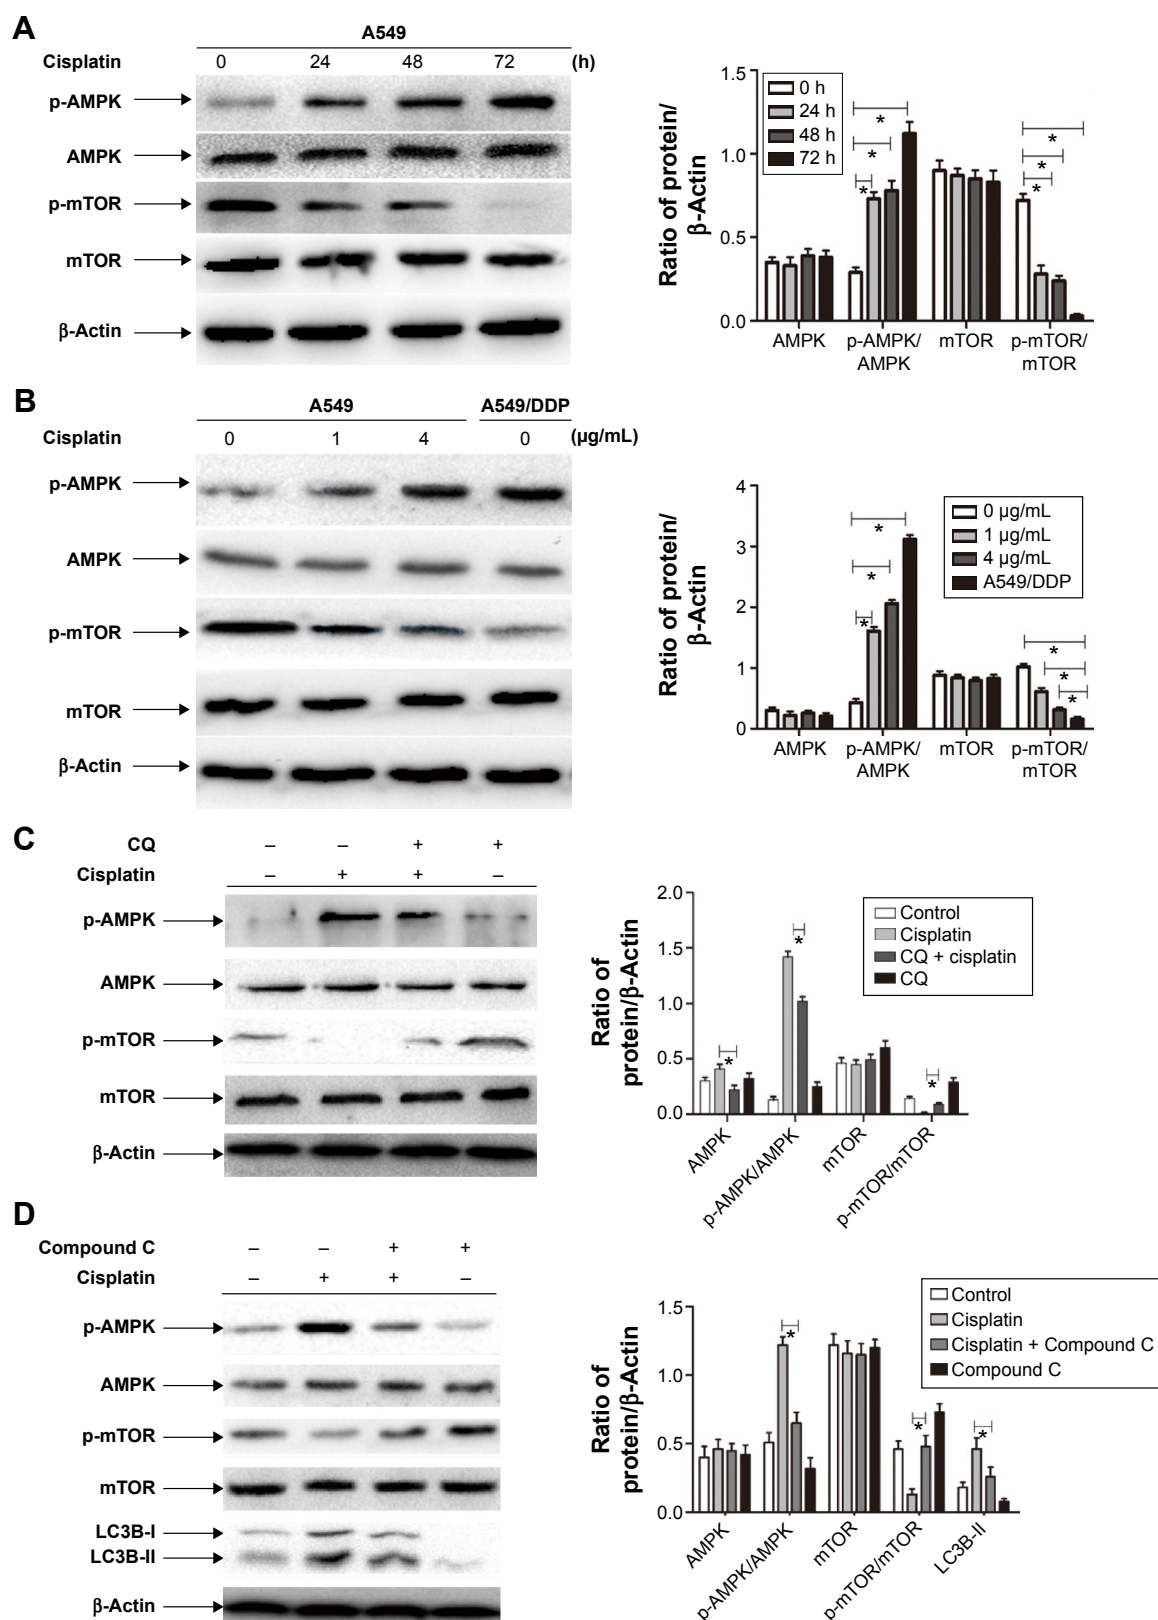 A
A549
Cisplatin 0 24 48 72 (h)
p-AMPK
AMPK
p-mTOR
mTOR
β-Actin
Ratio of protein/
β-Actin
1.5
1.0
0.5
0.0
0 h
24 h
48 h
72 h
* * *
* * *
AMPK p-AMPK/ mTOR p-mTOR/
AMPK mTOR
B
A549 A549/DDP
Cisplatin 0 1 4 0 (µg/mL)
p-AMPK
AMPK
p-mTOR
mTOR
β-Actin
Ratio of protein/
β-Actin
4
3
2
1
0
0 µg/mL
1 µg/mL
4 µg/mL
A549/DDP
* * *
* * *
AMPK p-AMPK/ mTOR p-mTOR/
AMPK mTOR
C
CQ – – + +
Cisplatin – + + –
p-AMPK
AMPK
p-mTOR
mTOR
β-Actin
Ratio of
protein/β-Actin
2.0
1.5
1.0
0.5
0.0
Control
Cisplatin
CQ + cisplatin
CQ
* * *
AMPK
p-AMPK/AMPK
mTOR
p-mTOR/mTOR
D
Compound C – – + +
Cisplatin – + + –
p-AMPK
AMPK
p-mTOR
mTOR
LC3B-I
LC3B-II
β-Actin
Ratio of
protein/β-Actin
1.5
1.0
0.5
0.0
Control
Cisplatin
Cisplatin + Compound C
Compound C
* * *
AMPK
p-AMPK/AMPK
mTOR
p-mTOR/mTOR
LC3B-II